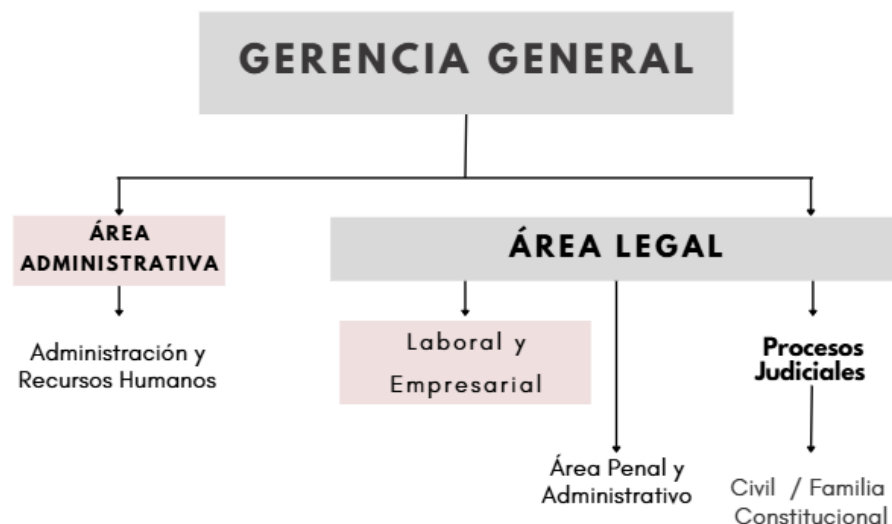 GERENCIA GENERAL
ÁREA
ADMINISTRATIVA
ÁREA LEGAL
Administración y
Recursos Humanos
Laboral y
Empresarial
Procesos
Judiciales
Área Penal y
Administrativo
Civil / Familia
Constitucional